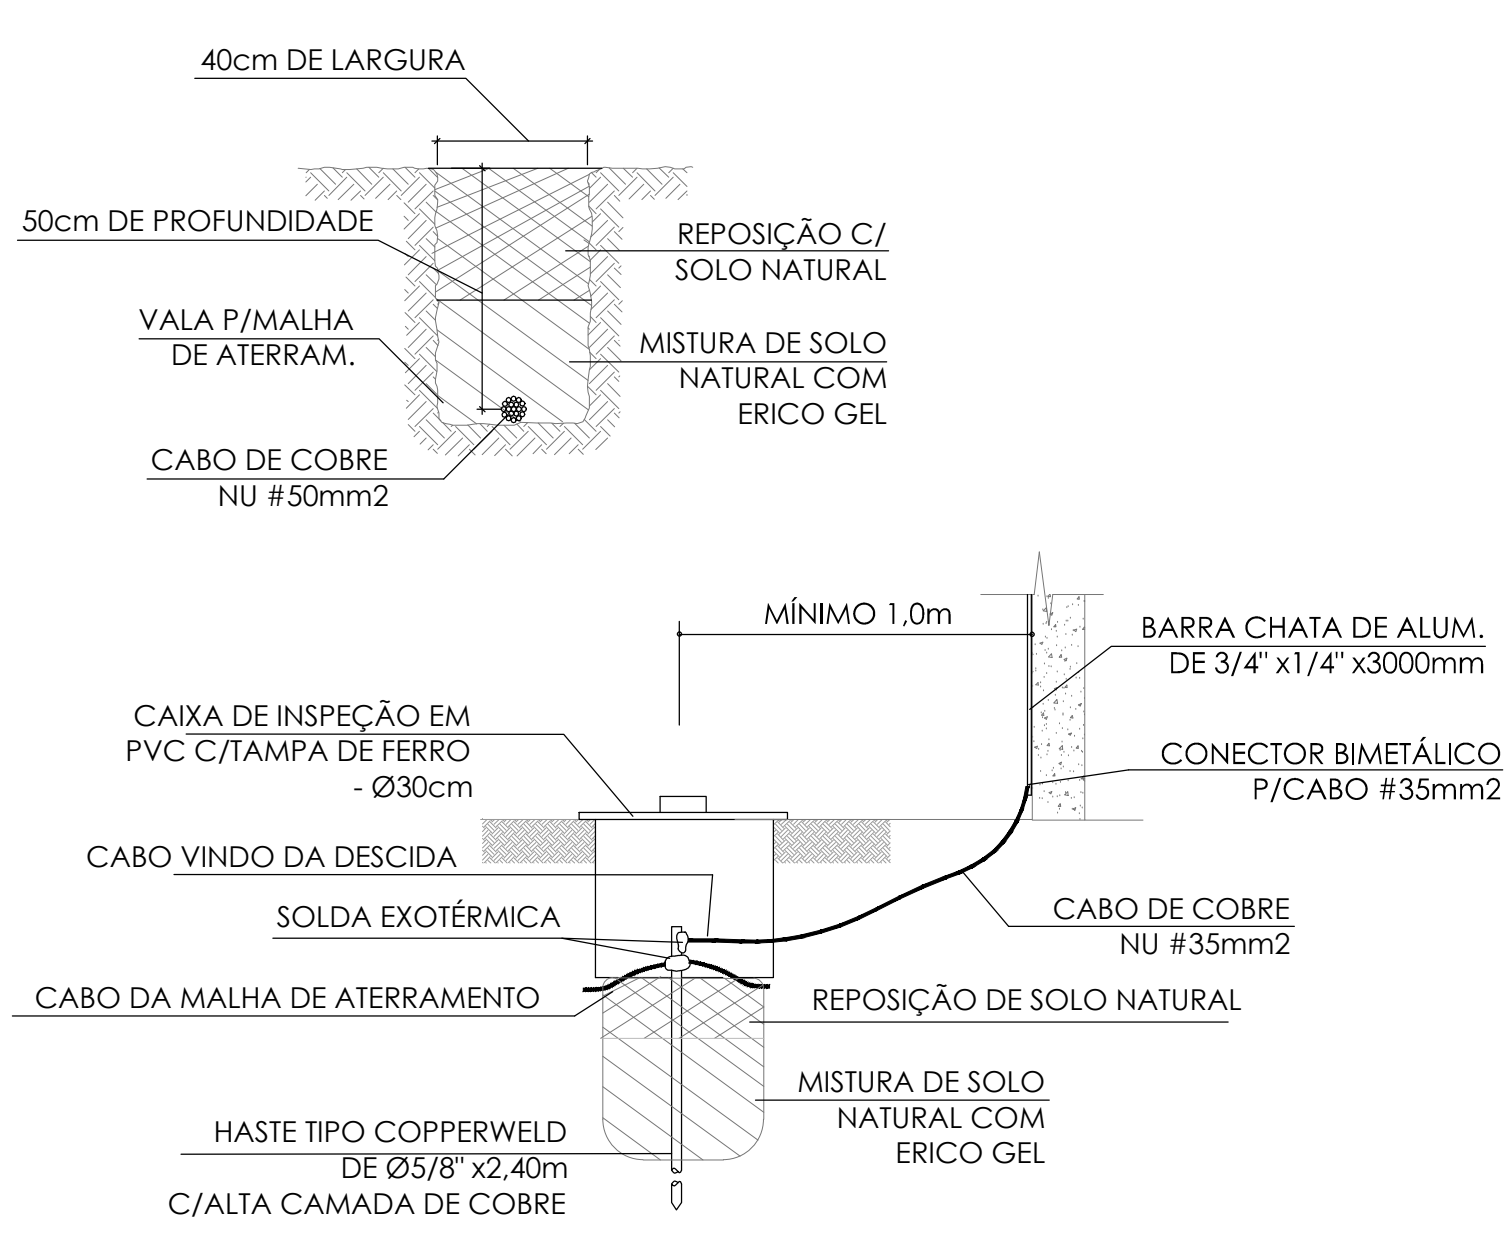 40cm DE LARGURA
50cm DE PROFUNDIDADE
REPOSIÇÃO C/
SOLO NATURAL
VALA P/MALHA
DE ATERRAM.
MISTURA DE SOLO
NATURAL COM
ERICO GEL
CABO DE COBRE
NU #50mm2
MÍNIMO 1,0m
BARRA CHATA DE ALUM.
DE 3/4" x1/4" x3000mm
CAIXA DE INSPEÇÃO EM
PVC C/TAMPA DE FERRO
- Ø30cm
CONECTOR BIMETÁLICO
P/CABO #35mm2
CABO VINDO DA DESCIDA
SOLDA EXOTÉRMICA
CABO DE COBRE
NU #35mm2
CABO DA MALHA DE ATERRAMENTO
REPOSIÇÃO DE SOLO NATURAL
MISTURA DE SOLO
NATURAL COM
ERICO GEL
HASTE TIPO COPPERWELD
DE Ø5/8" x2,40m
C/ALTA CAMADA DE COBRE